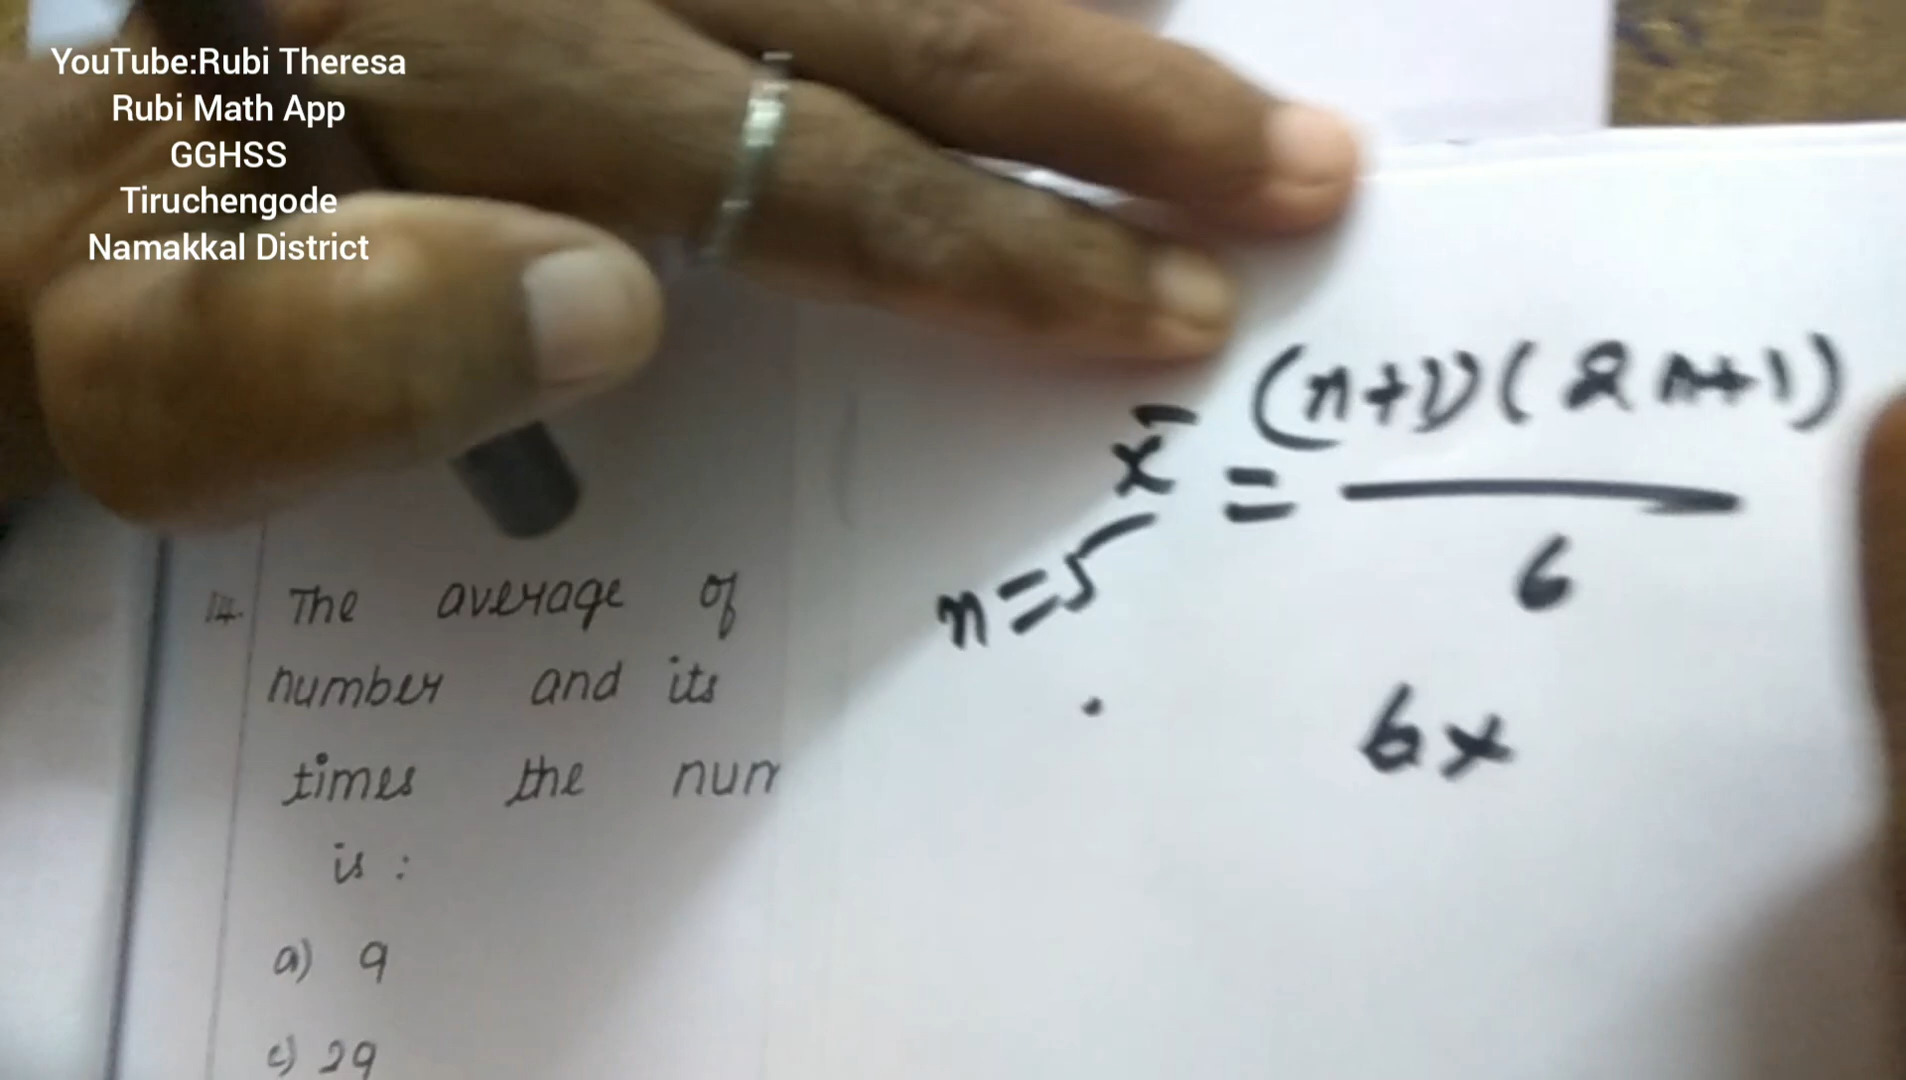 YouTube:Rubi Theresa
Rubi Math App
GGHSS
Tiruchengode
Namakkal District
x̄ = (n+1)(2n+1)
6
n=5
6x
14. The average of
number and its
times the num
is :
a) 9
c) 29